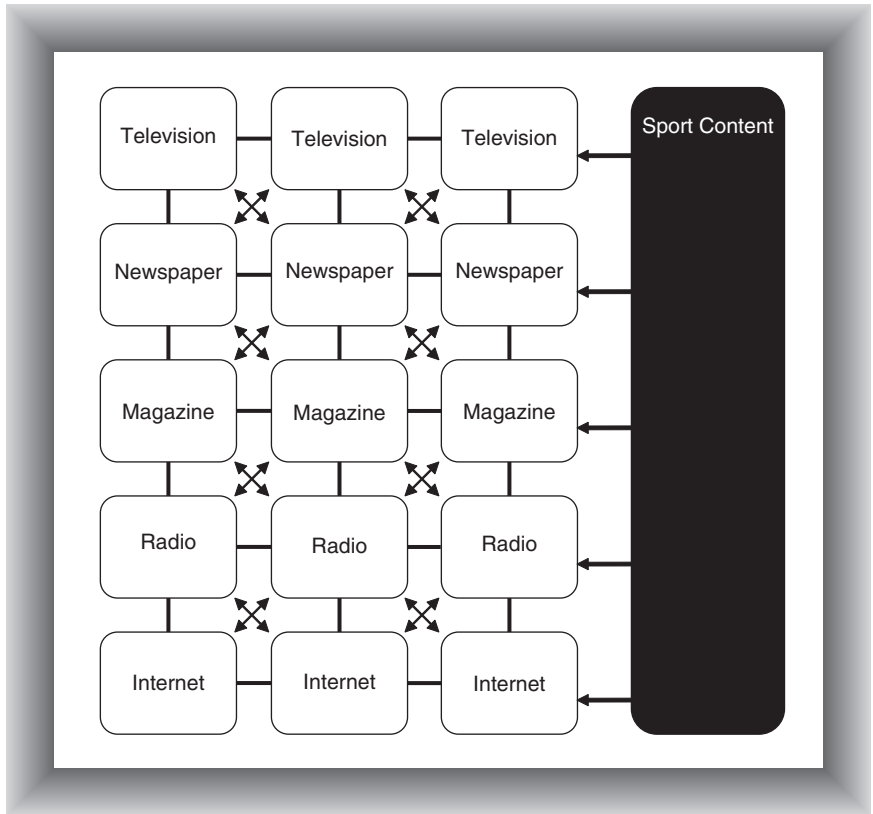 Television
Television
Television
Sport Content
Newspaper
Newspaper
Newspaper
Magazine
Magazine
Magazine
Radio
Radio
Radio
Internet
Internet
Internet